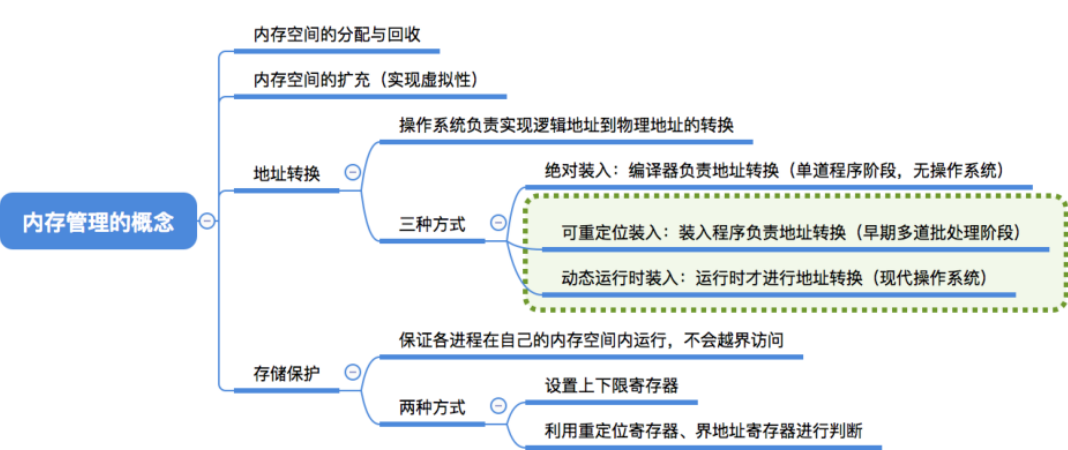 内存管理的概念
内存空间的分配与回收
内存空间的扩充（实现虚拟性）
地址转换
操作系统负责实现逻辑地址到物理地址的转换
三种方式
绝对装入：编译器负责地址转换（单道程序阶段，无操作系统）
可重定位装入：装入程序负责地址转换（早期多道批处理阶段）
动态运行时装入：运行时才进行地址转换（现代操作系统）
存储保护
保证各进程在自己的内存空间内运行，不会越界访问
两种方式
设置上下限寄存器
利用重定位寄存器、界地址寄存器进行判断